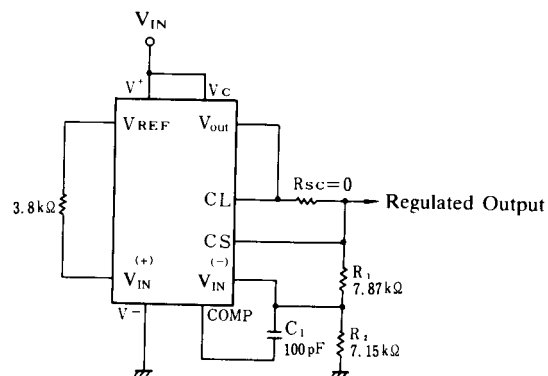 VIN
V+
Vc
VREF
Vout
3.8kΩ
CL
Rsc=0
Regulated Output
CS
(+)
VIN
(−)
VIN
R₁
7.87kΩ
V−
COMP
C₁
100pF
R₂
7.15kΩ